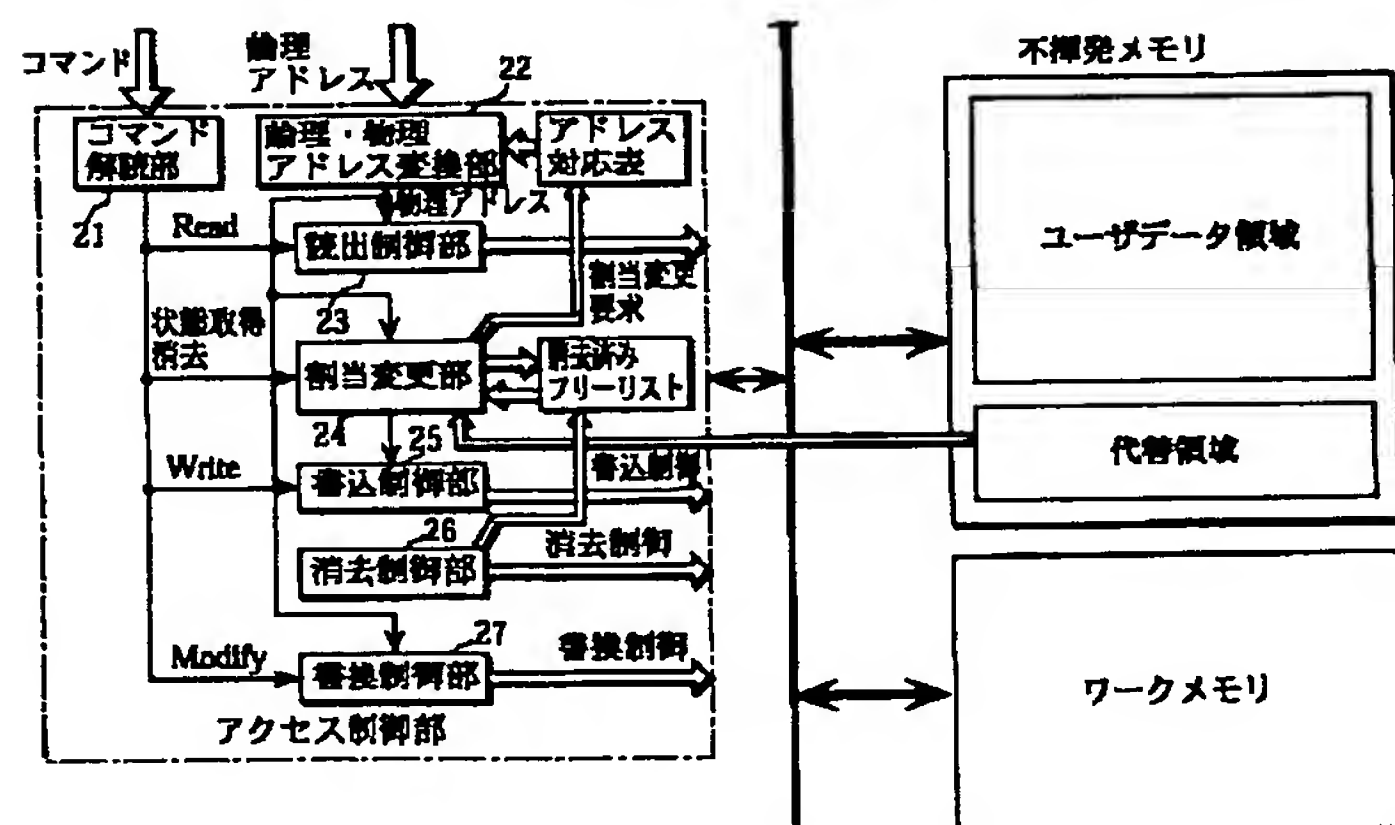 コマンド
論理
アドレス
22
不揮発メモリ
コマンド
解読部
論理・物理
アドレス変換部
アドレス
対応表
21
物理アドレス
Read
読出制御部
23
割当変更
要求
ユーザデータ領域
状態取得
消去
割当変更部
消去済み
フリーリスト
24
25
代替領域
Write
書込制御部
書込制御
26
消去制御部
消去制御
27
Modify
書換制御部
書換制御
ワークメモリ
アクセス制御部